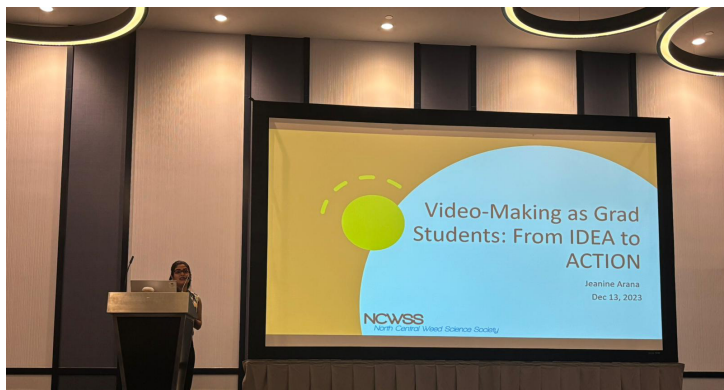 Video-Making as Grad
Students: From IDEA to
ACTION
Jeanine Arana
Dec 13, 2023
NCWSS
North Central Weed Science Society